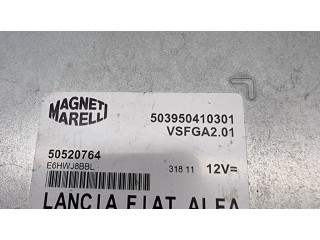 MAGNETI
MARELLI
503950410301
VSFGA2.01
50520764
E6HWJ8BBL
318 11 12V=
LANCIA FIAT ALFA